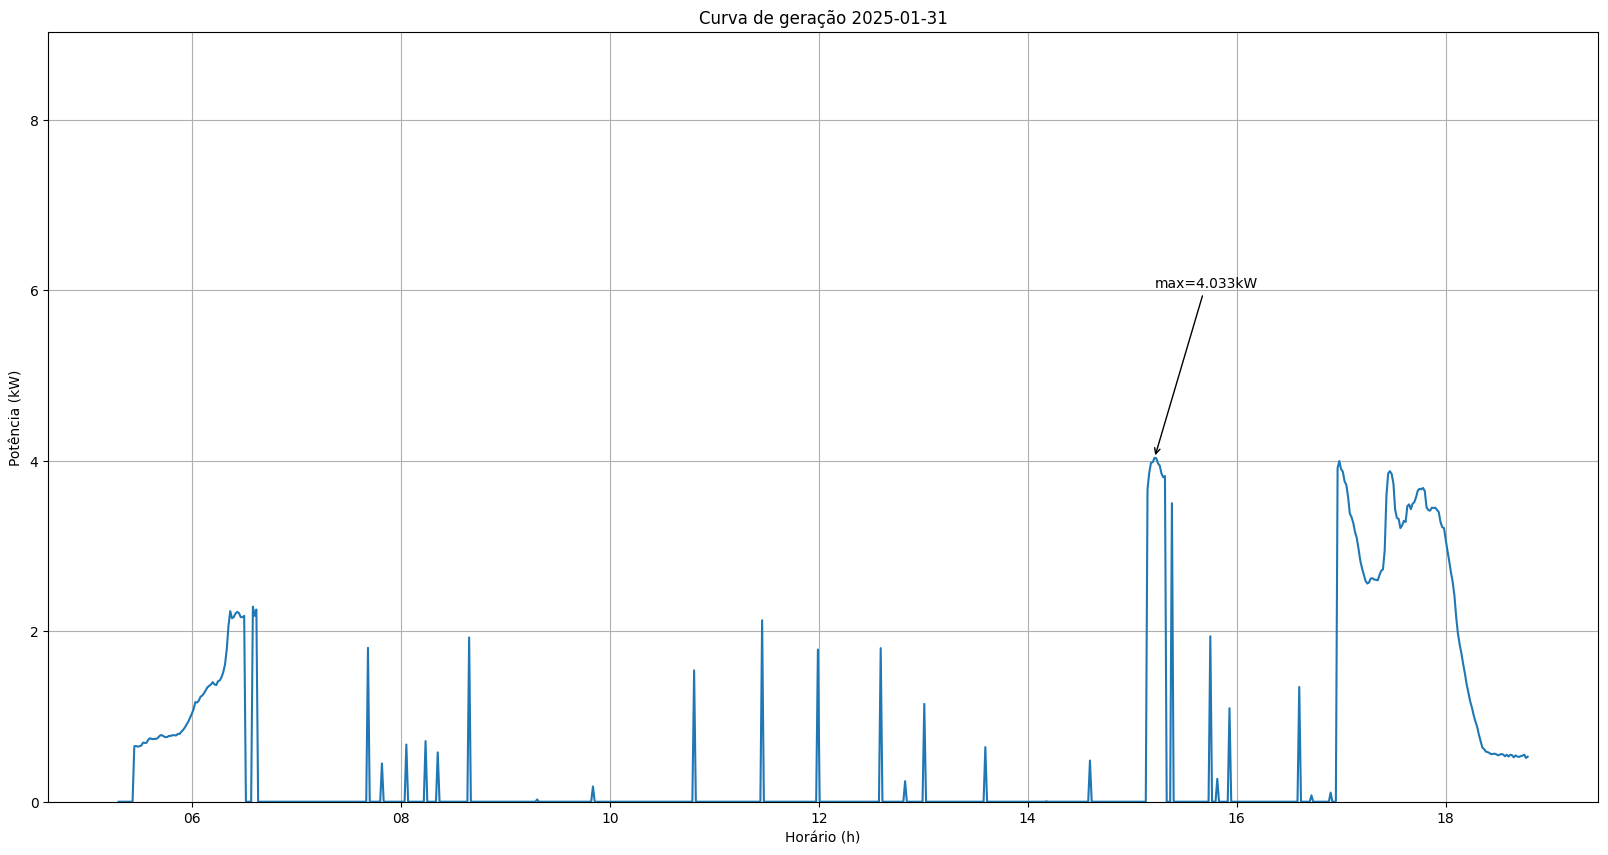 Curva de geração 2025-01-31
8
6
4
2
0
max=4.033kW
Potência (kW)
06 08 10 12 14 16 18
Horário (h)